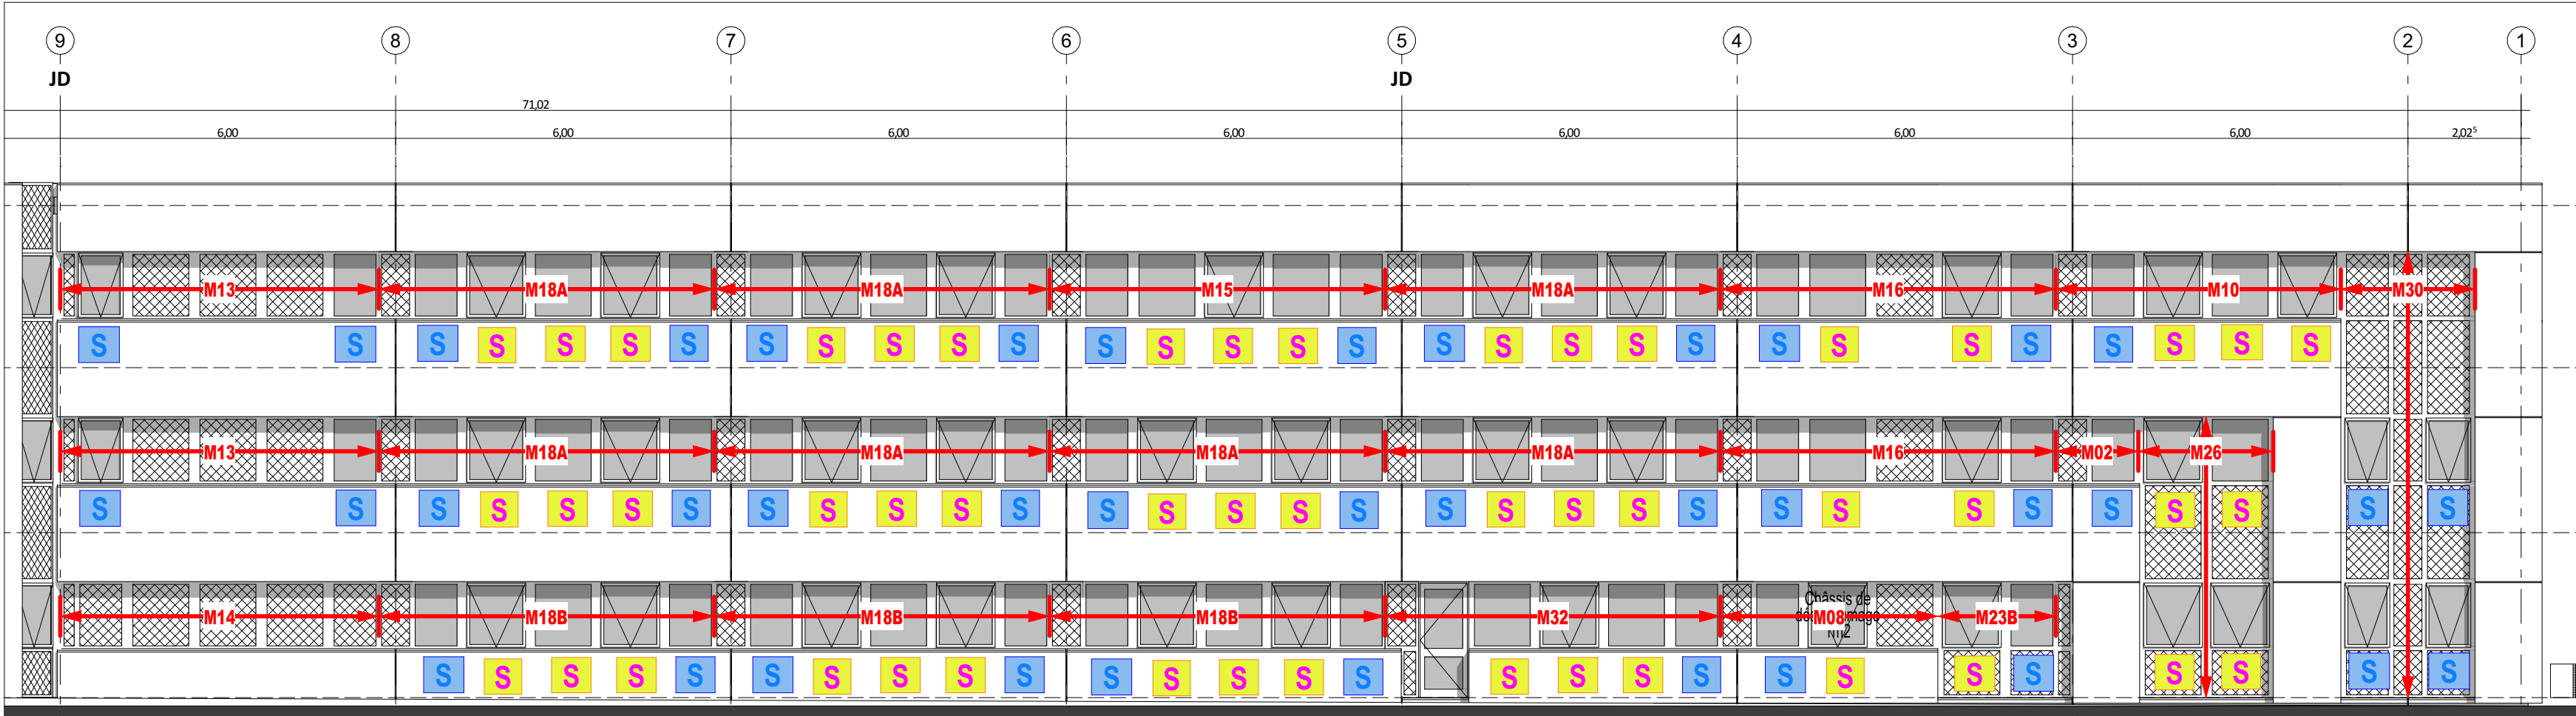 9 8 7 6 5 4 3 2 1
JD JD
71,02
6,00 6,00 6,00 6,00 6,00 6,00 6,00 2,02⁵
M13 M18A M18A M15 M18A M16 M10 M30
S S S S S S S S S S S S S S S S S S S S S S S S S S S S S S
M13 M18A M18A M18A M18A M16 M02 M26
S S S S S S S S S S S S S S S S S S S S S S S S S S S S S S S
Châssis de
M14 M18B M18B M18B M32 M08 M23B
S S S S S S S S S S S S S S S S S S S S S S S S S S S